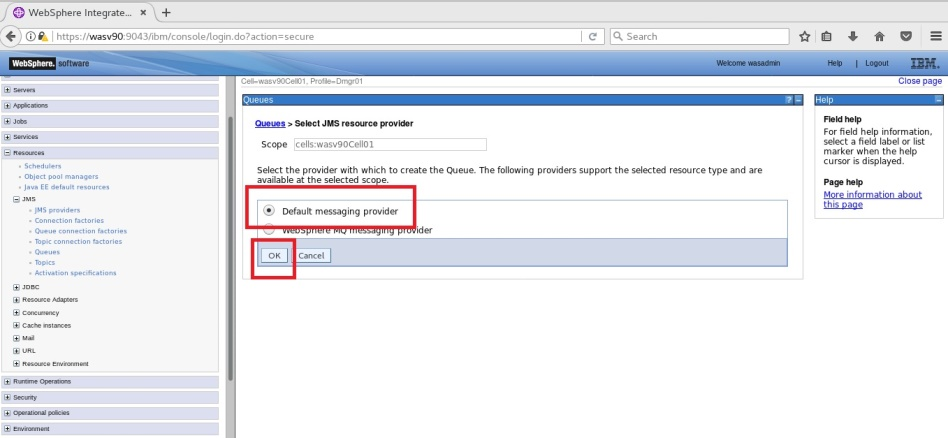 WebSphere Integrate...
https://wasv90:9043/ibm/console/login.do?action=secure
Search
WebSphere. software
Welcome wasadmin
Help | Logout
IBM.
Cell=wasv90Cell01, Profile=Dmgr01
Close page
Servers
Applications
Jobs
Services
Resources
Schedulers
Object pool managers
Java EE default resources
JMS
JMS providers
Connection factories
Queue connection factories
Topic connection factories
Queues
Topics
Activation specifications
JDBC
Resource Adapters
Concurrency
Cache instances
Mail
URL
Resource Environment
Runtime Operations
Security
Operational policies
Environment
Queues
? –
Queues > Select JMS resource provider
Scope cells:wasv90Cell01
Select the provider with which to create the Queue. The following providers support the selected resource type and are
available at the selected scope.
Default messaging provider
WebSphere MQ messaging provider
OK
Cancel
Help
Field help
For field help information,
select a field label or list
marker when the help
cursor is displayed.
Page help
More information about
this page